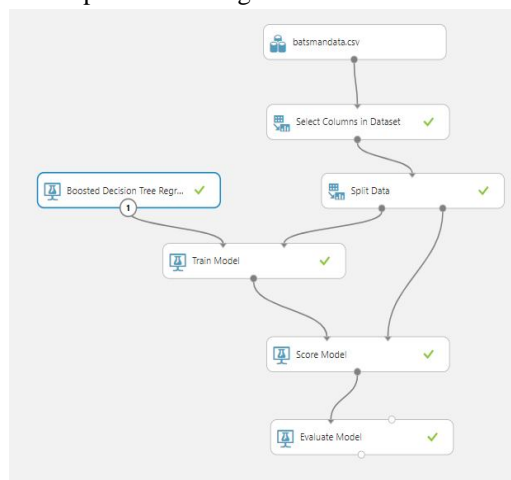 batsmandata.csv
Select Columns in Dataset
Boosted Decision Tree Regr...
Split Data
1
Train Model
Score Model
Evaluate Model